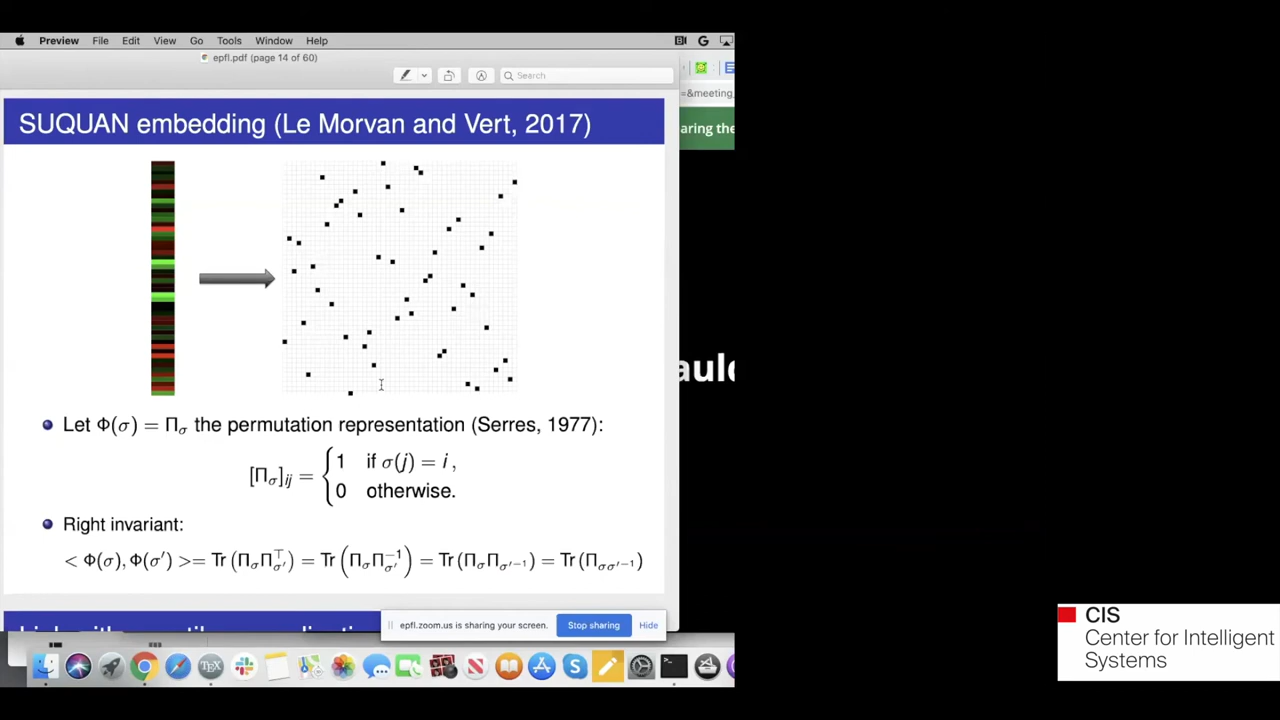 Preview File Edit View Go Tools Window Help
epfl.pdf (page 14 of 60)
Search
=&meeting_
aring the
SUQUAN embedding (Le Morvan and Vert, 2017)
auld
Let Φ(σ) = Π_σ the permutation representation (Serres, 1977):
[Π_σ]_ij = { 1 if σ(j) = i ,
0 otherwise.
Right invariant:
< Φ(σ), Φ(σ′) >= Tr (Π_σ Π_σ′^⊤) = Tr (Π_σ Π_σ′^−1) = Tr (Π_σ Π_σ′−1) = Tr (Π_σσ′−1)
epfl.zoom.us is sharing your screen. Stop sharing Hide
CIS
Center for Intelligent
Systems